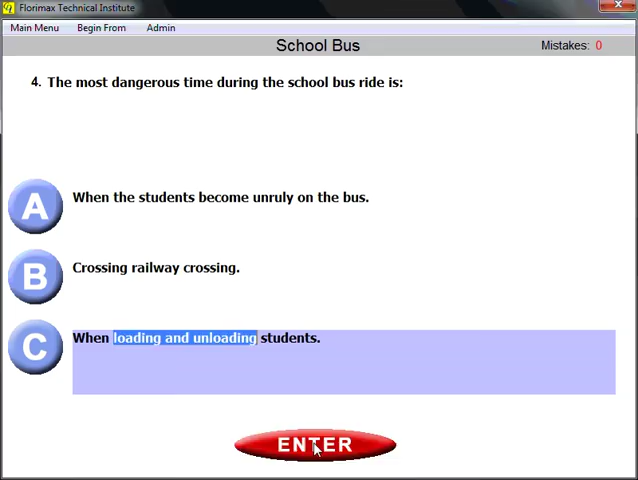 Florimax Technical Institute
Main Menu Begin From Admin
School Bus Mistakes: 0
4. The most dangerous time during the school bus ride is:
A When the students become unruly on the bus.
B Crossing railway crossing.
C When loading and unloading students.
ENTER